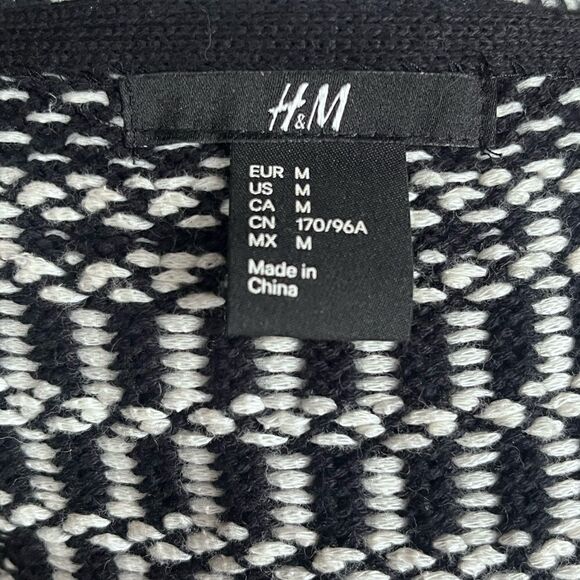 H&M
EUR M
US M
CA M
CN 170/96A
MX M
Made in
China